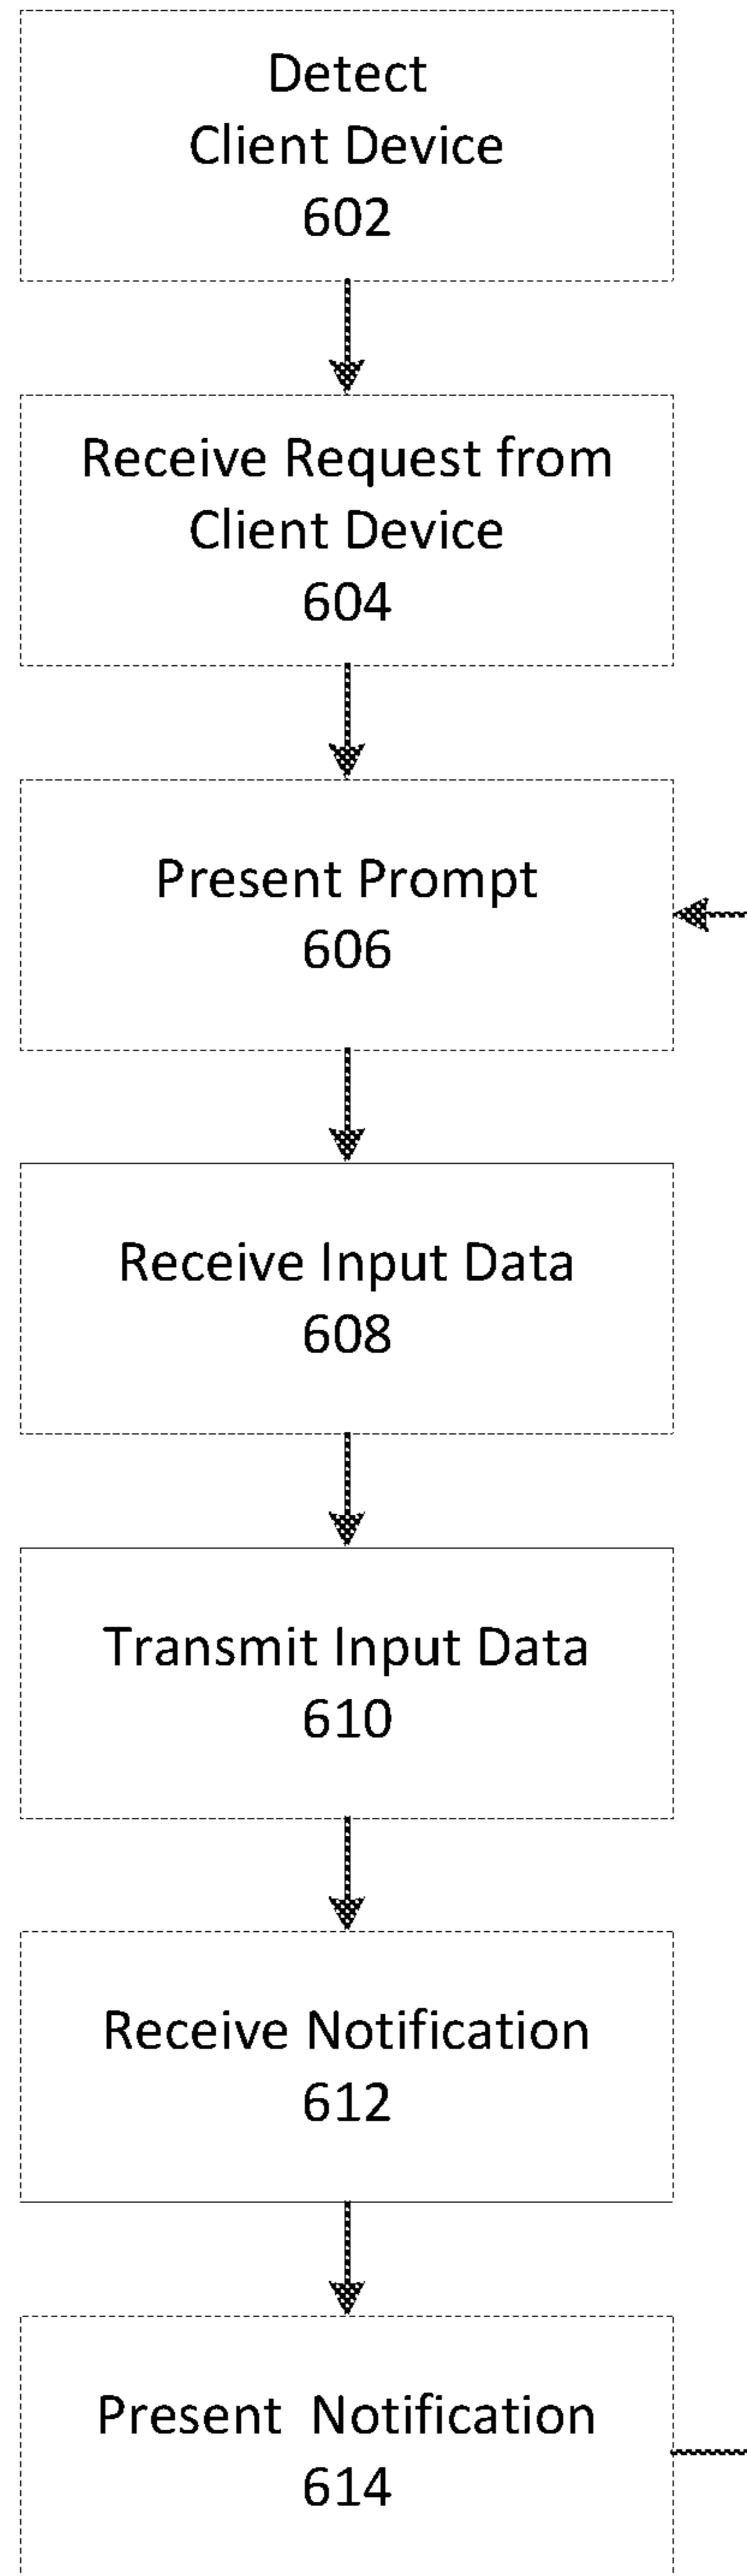 Detect
Client Device
602
Receive Request from
Client Device
604
Present Prompt
606
Receive Input Data
608
Transmit Input Data
610
Receive Notification
612
Present Notification
614